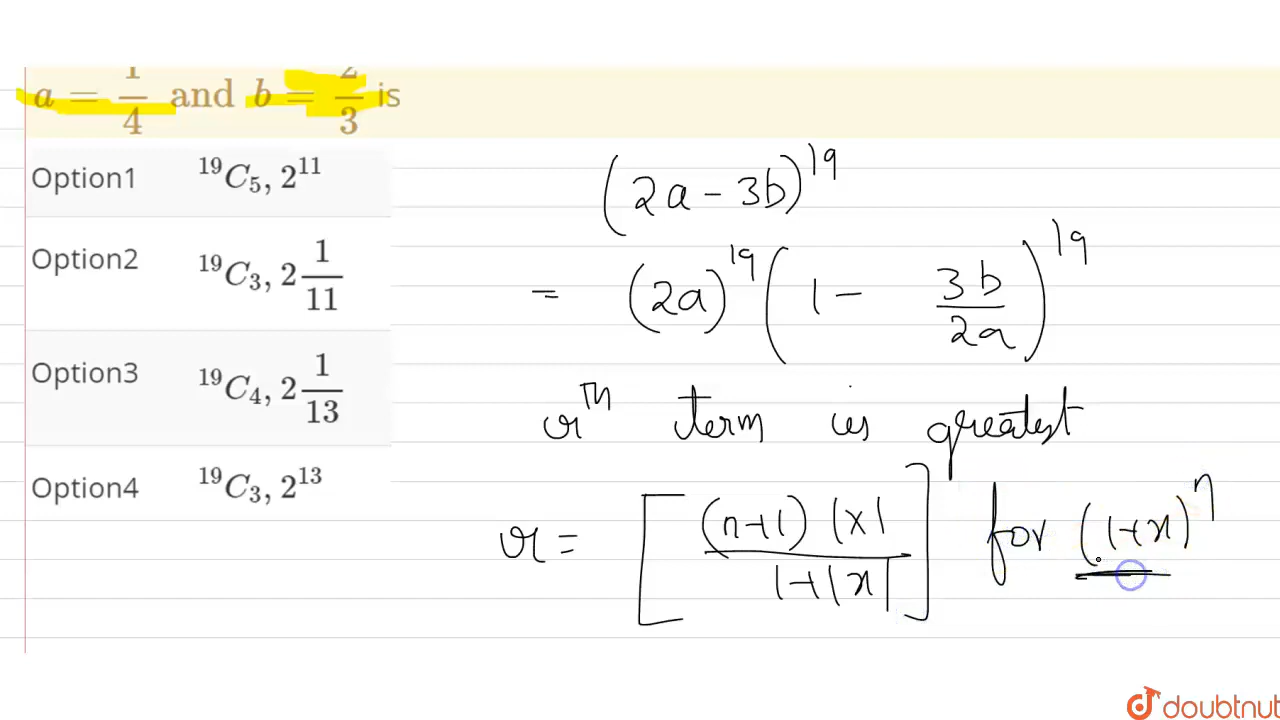 a = 1/4 and b = 2/3 is
Option1 ¹⁹C₅, 2¹¹
Option2 ¹⁹C₃, 2 1/11
Option3 ¹⁹C₄, 2 1/13
Option4 ¹⁹C₃, 2¹³
(2a - 3b)¹⁹
= (2a)¹⁹ (1 - 3b/2a)¹⁹
rᵗʰ term is greatest
r = [(n+1) |x| / 1+|x|] for (1+x)ⁿ
doubtnut